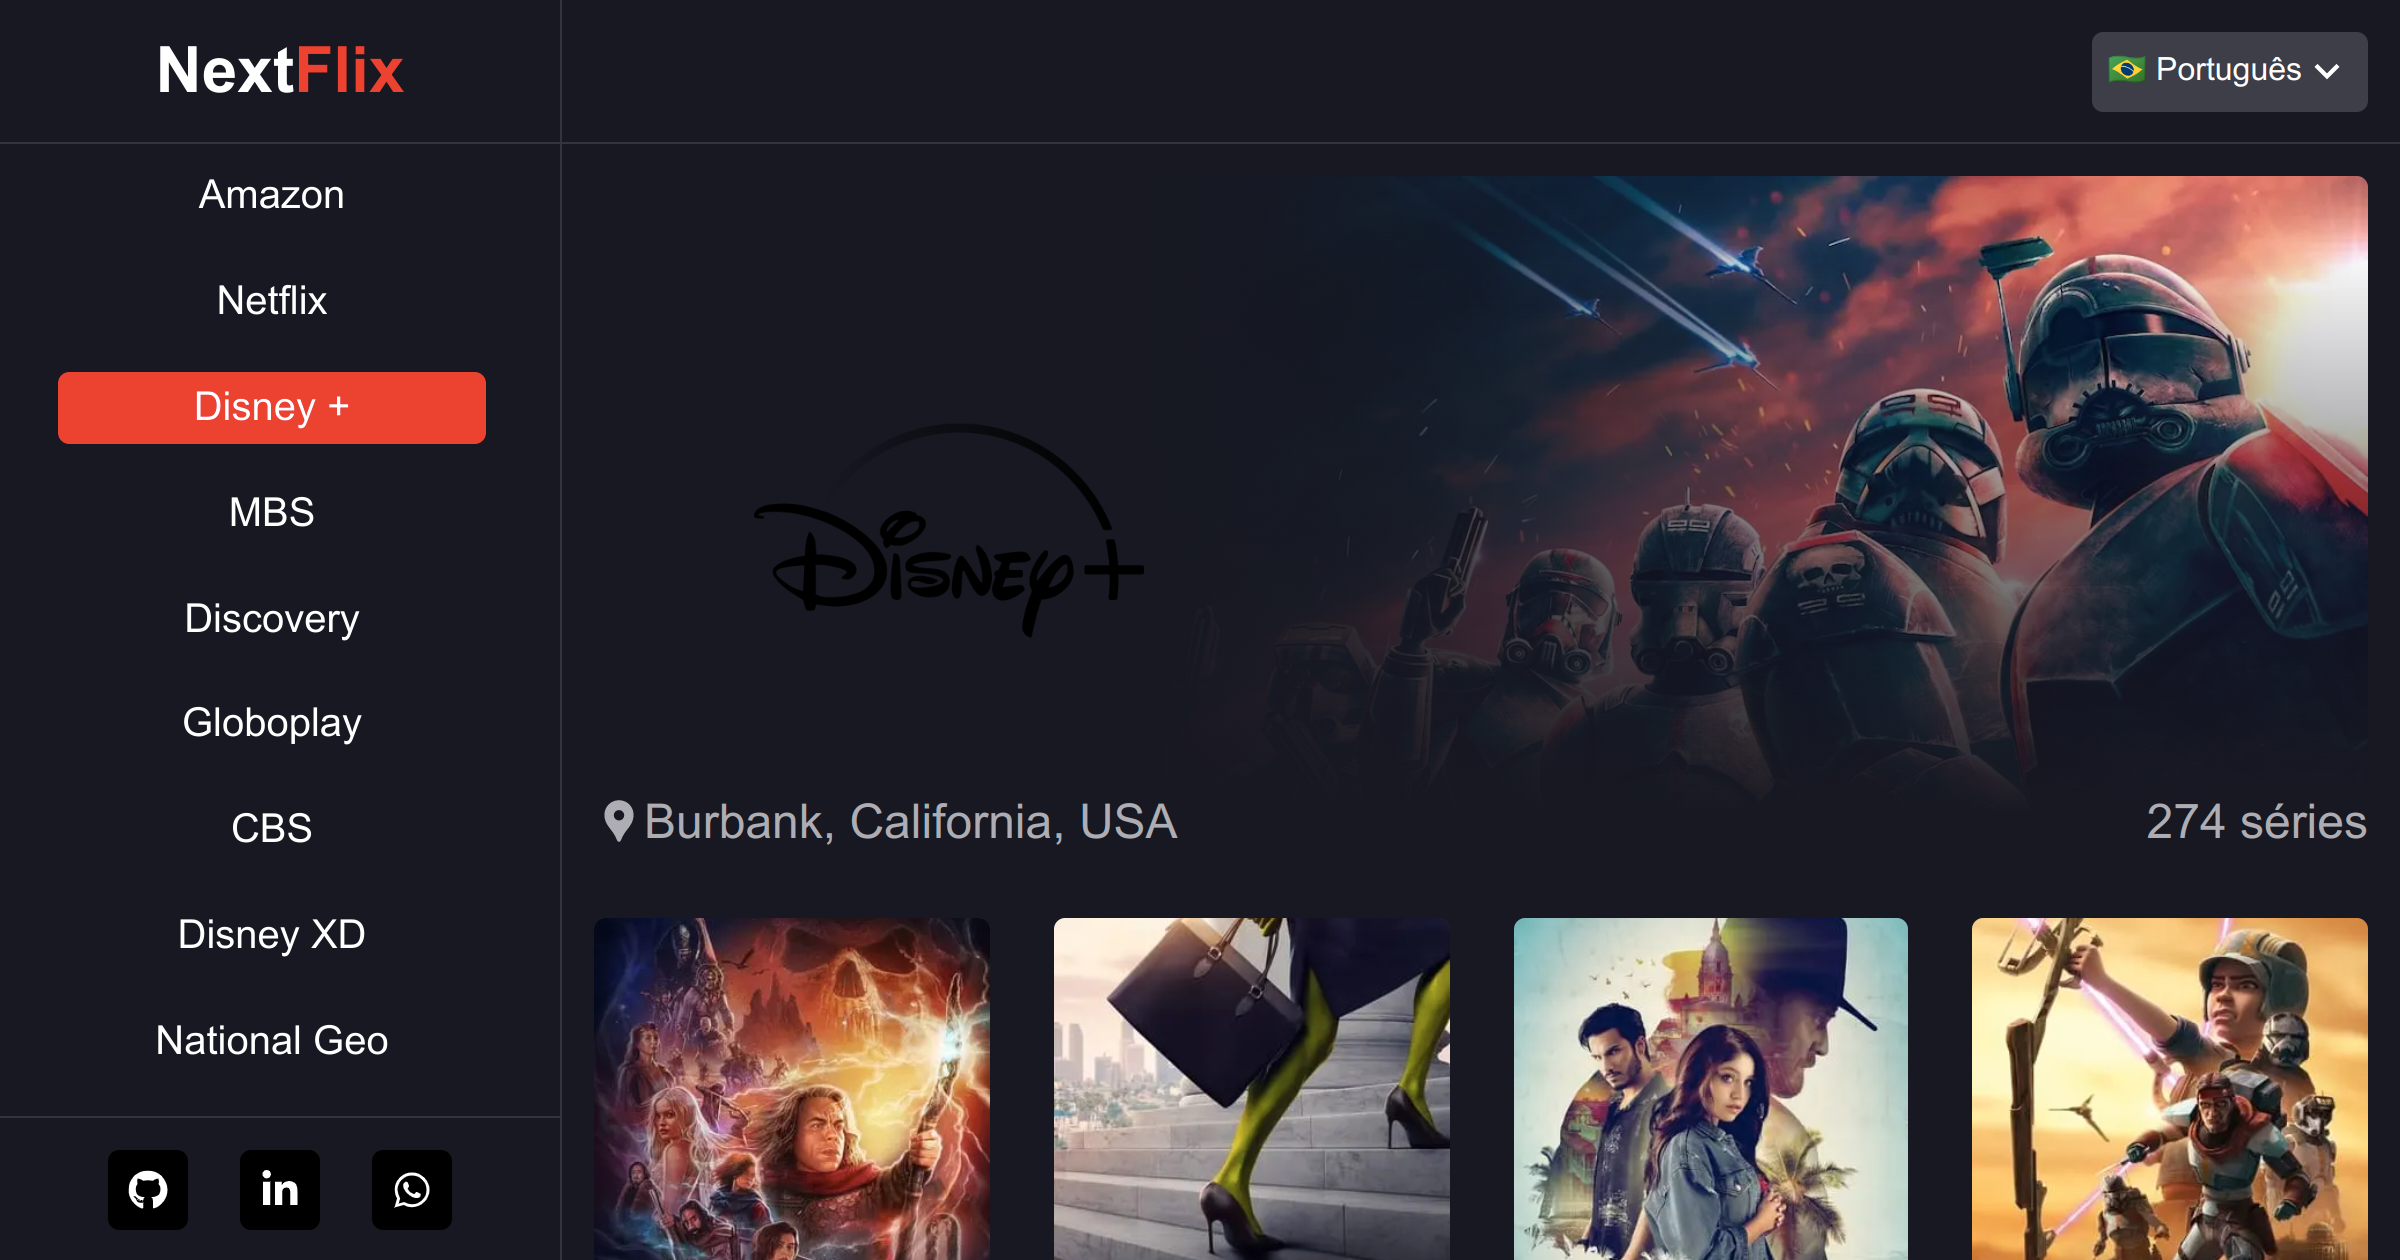 NextFlix
Português
Amazon
Netflix
Disney +
MBS
Discovery
Globoplay
CBS
Disney XD
National Geo
in
Disney+
Burbank, California, USA
274 séries